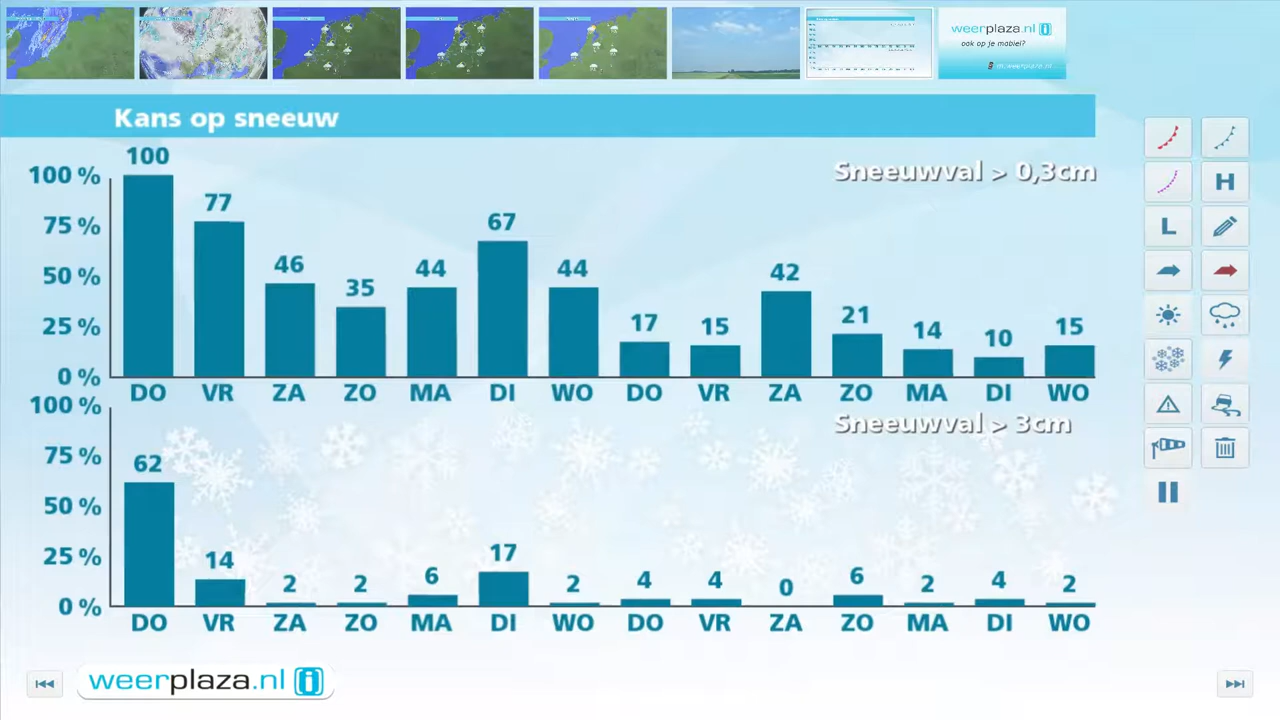 weerplaza.nl i
ook op je mobiel?
m.weerplaza.nl
Kans op sneeuw
Sneeuwval > 0,3cm
100 %
75 %
50 %
25 %
0 %
100 77 46 35 44 67 44 17 15 42 21 14 10 15
DO VR ZA ZO MA DI WO DO VR ZA ZO MA DI WO
Sneeuwval > 3cm
100 %
75 %
50 %
25 %
0 %
62 14 2 2 6 17 2 4 4 0 6 2 4 2
DO VR ZA ZO MA DI WO DO VR ZA ZO MA DI WO
H
L
weerplaza.nl i